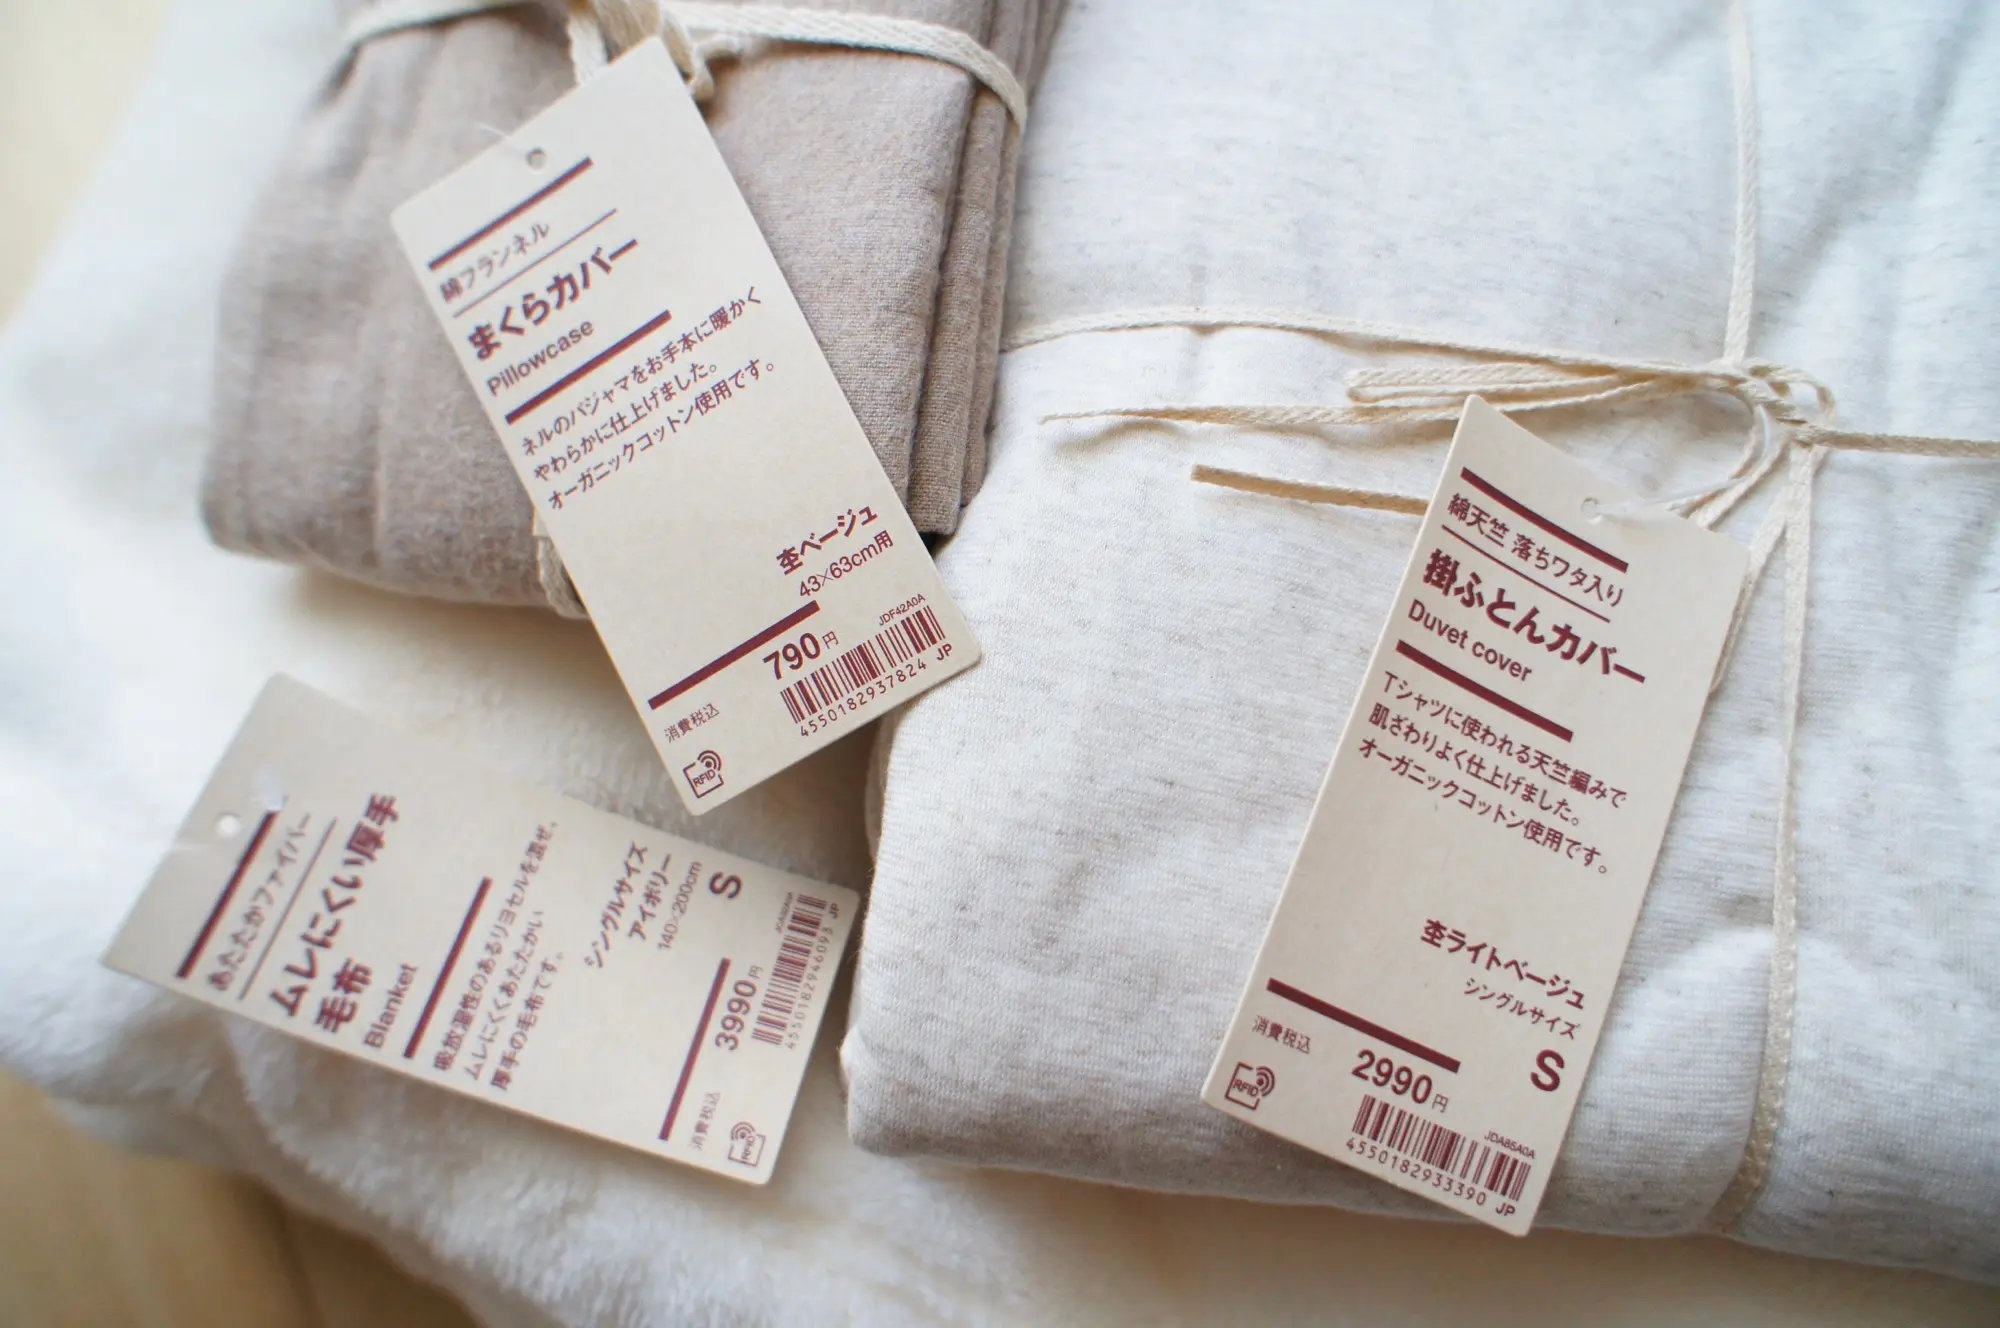 綿フランネル
まくらカバー
Pillowcase
ネルのパジャマをお手本に暖かく
やわらかに仕上げました。
オーガニックコットン使用です。
杢ベージュ
43×63cm用
790円
消費税込
JDF42A0A
4550182937824 JP
RFID
あたたかファイバー
ムレにくい厚手
毛布
Blanket
吸放湿性のあるリヨセルを混ぜ、
ムレにくくあたたかい
厚手の毛布です。
シングルサイズ
アイボリー
140×200cm
S
3990円
消費税込
4550182946093 JP
RFID
綿天竺 落ちワタ入り
掛ふとんカバー
Duvet cover
Tシャツに使われる天竺編みで
肌ざわりよく仕上げました。
オーガニックコットン使用です。
杢ライトベージュ
シングルサイズ
S
2990円
消費税込
JDA85A0A
4550182933390 JP
RFID